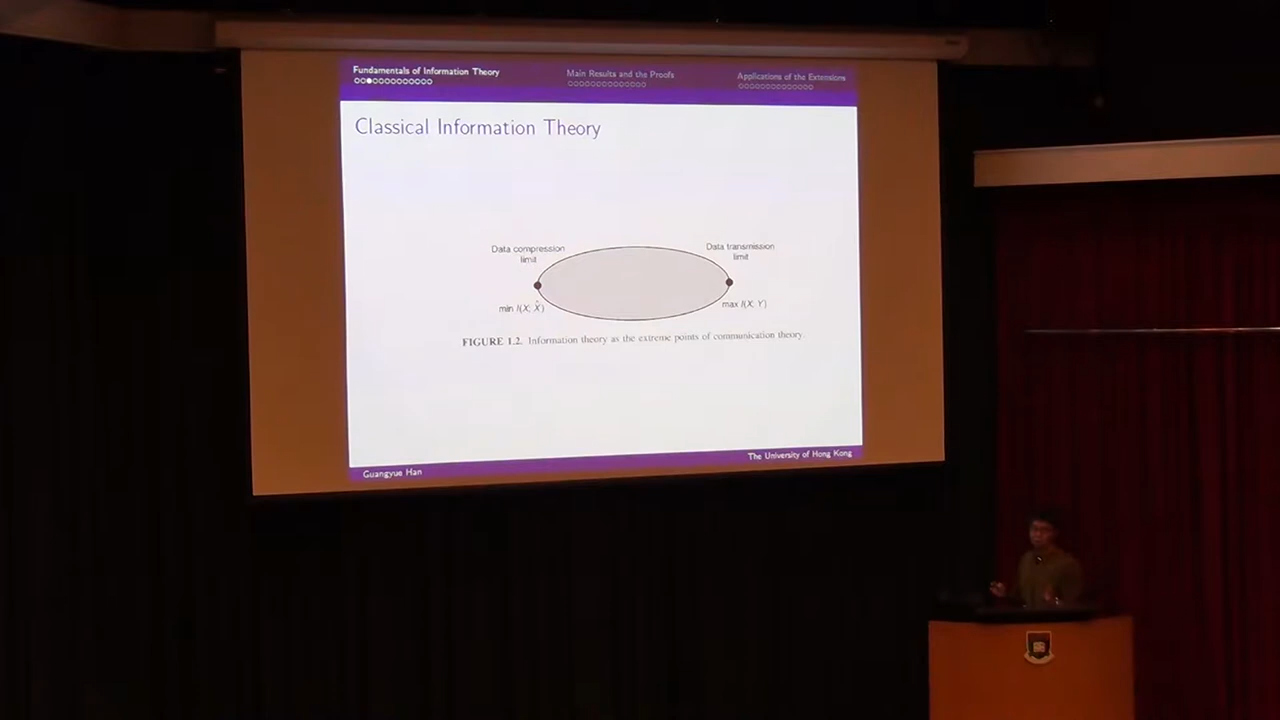 Fundamentals of Information Theory
Main Results and the Proofs
Applications of the Extensions
Classical Information Theory
Data compression
limit
Data transmission
limit
min I(X; X̂)
max I(X; Y)
FIGURE 1.2. Information theory as the extreme points of communication theory.
Guangyue Han
The University of Hong Kong